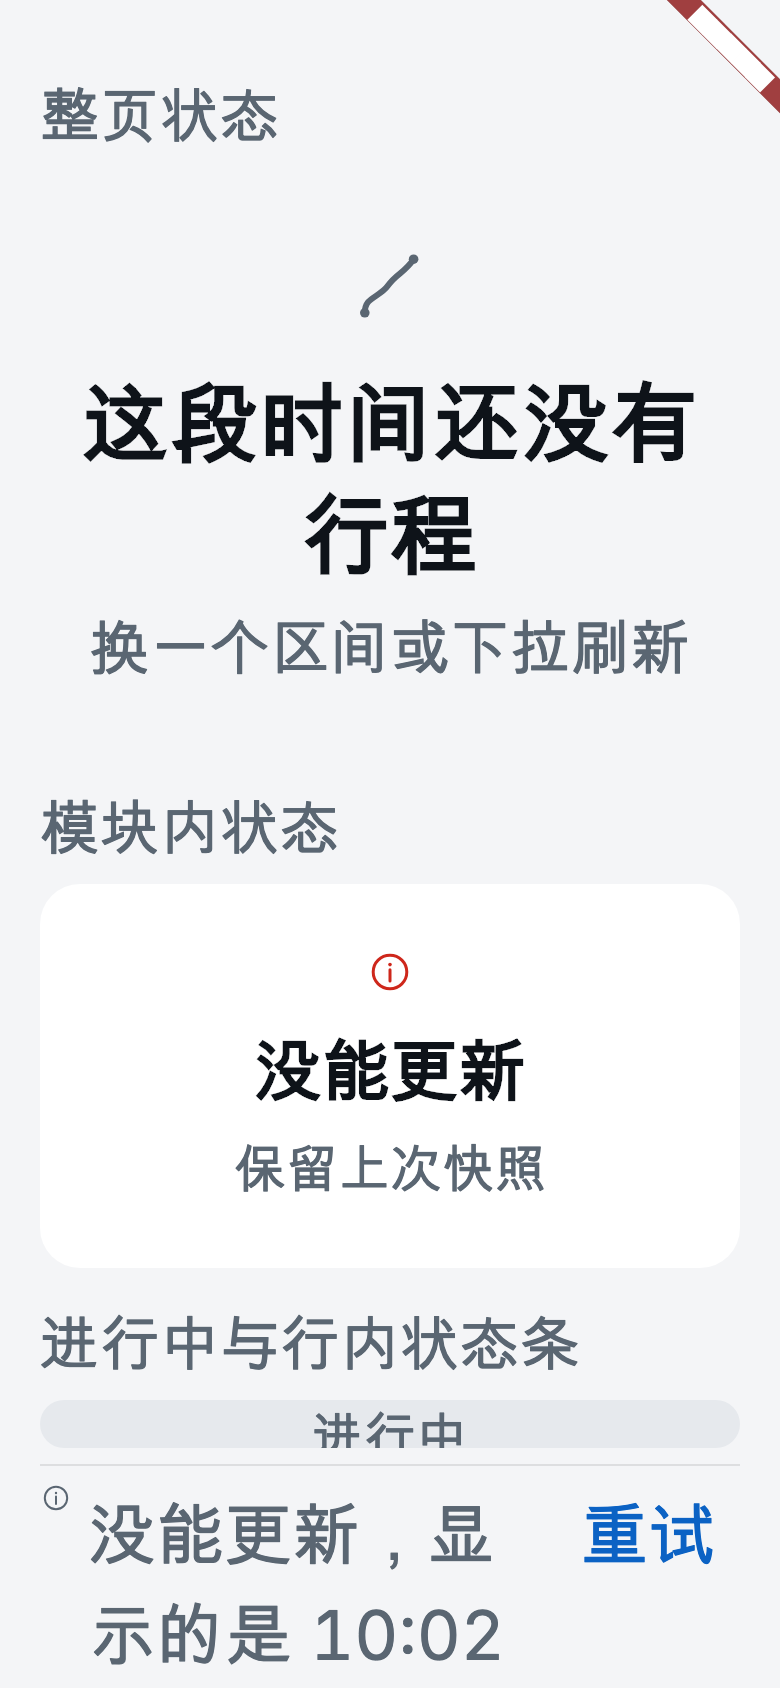 整页状态
这段时间还没有
行程
换一个区间或下拉刷新
模块内状态
没能更新
保留上次快照
进行中与行内状态条
进行中
没能更新，显
示的是 10:02
重试